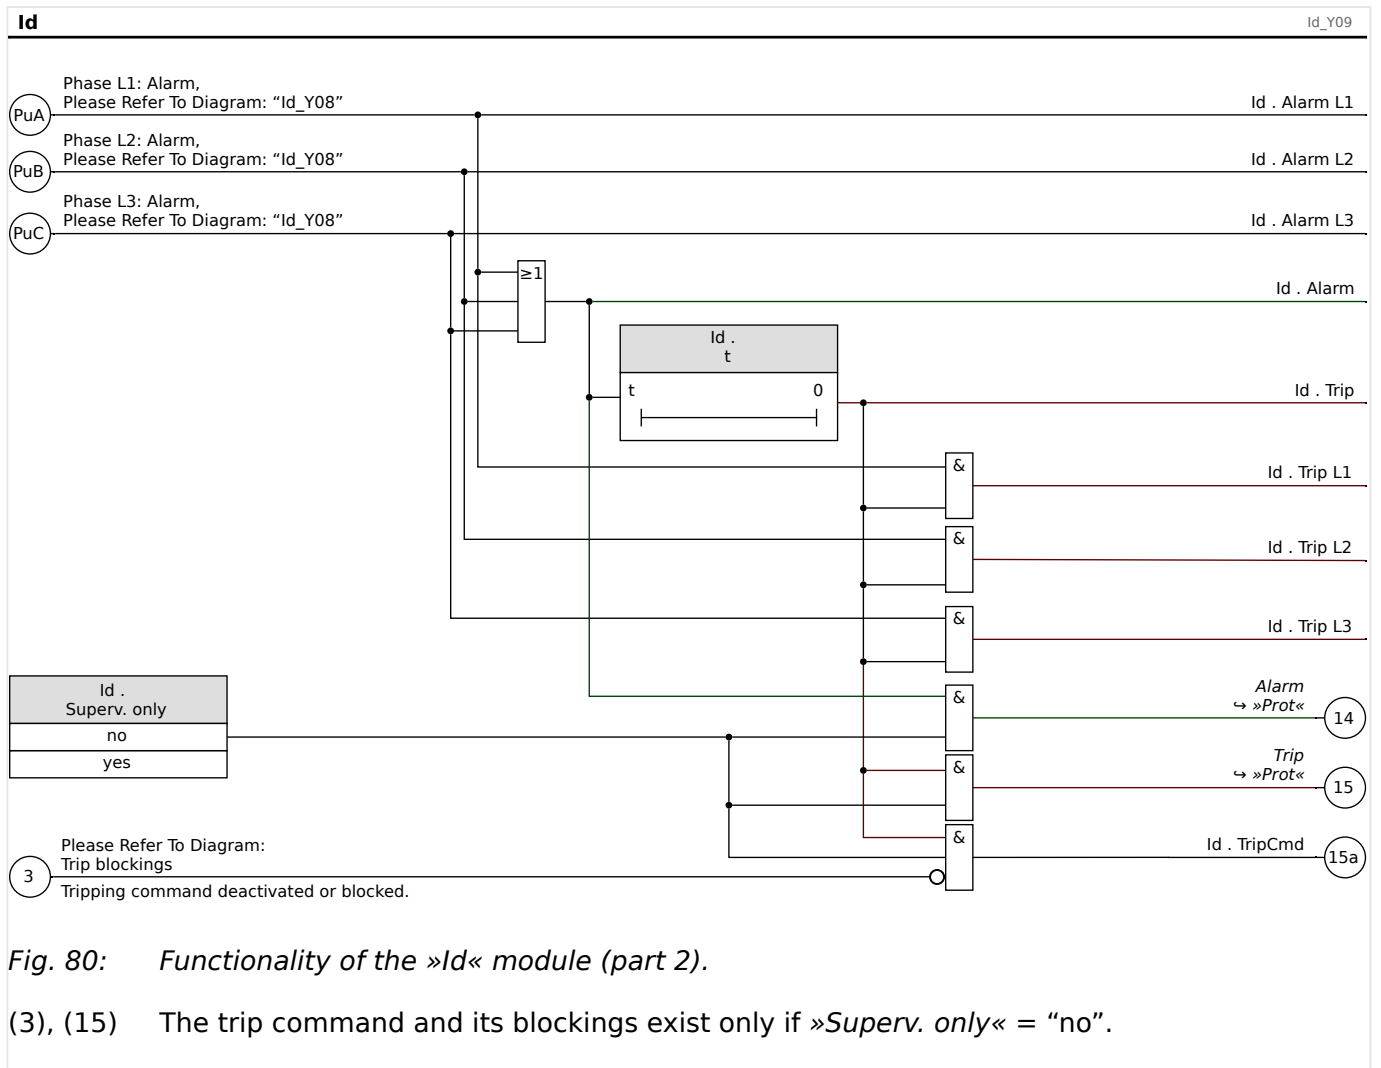 Id
Id_Y09
Phase L1: Alarm,
PuA
Please Refer To Diagram: “Id_Y08”
Id . Alarm L1
Phase L2: Alarm,
PuB
Please Refer To Diagram: “Id_Y08”
Id . Alarm L2
Phase L3: Alarm,
PuC
Please Refer To Diagram: “Id_Y08”
Id . Alarm L3
≥1
Id . Alarm
Id .
t
t
0
Id . Trip
&
Id . Trip L1
&
Id . Trip L2
&
Id . Trip L3
Id .
Superv. only
no
yes
&
Alarm
↪ »Prot«
14
&
Trip
↪ »Prot«
15
&
Id . TripCmd
15a
Please Refer To Diagram:
Trip blockings
3
Tripping command deactivated or blocked.
Fig. 80: Functionality of the »Id« module (part 2).
(3), (15) The trip command and its blockings exist only if »Superv. only« = “no”.